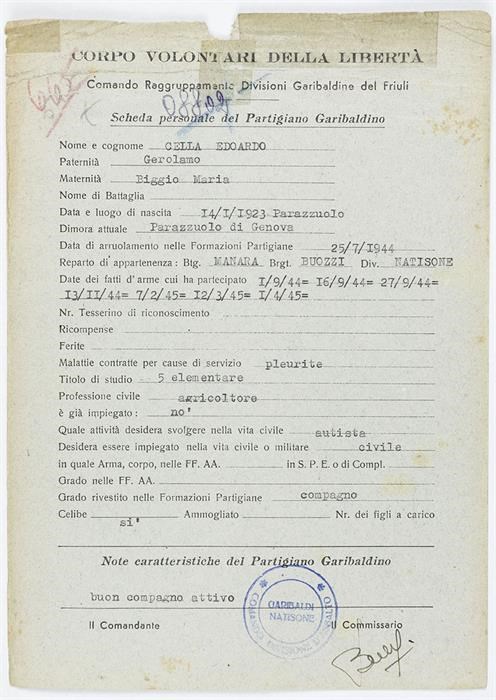 CORPO VOLONTARI DELLA LIBERTÀ
Comando Raggruppamento Divisioni Garibaldine del Friuli
Scheda personale del Partigiano Garibaldino
Nome e cognome CELLA EDOARDO
Paternità Gerolamo
Maternità Biggio Maria
Nome di Battaglia
Data e luogo di nascita 14/I/1923 Parazzuolo
Dimora attuale Parazzuolo di Genova
Data di arruolamento nelle Formazioni Partigiane 25/7/1944
Reparto di appartenenza: Btg. MANARA Brgt. BUOZZI Div. NATISONE
Date dei fatti d'arme cui ha partecipato I/9/44= I6/9/44= 27/9/44=
I3/II/44= 7/2/45= I2/3/45= I/4/45=
Nr. Tesserino di riconoscimento
Ricompense
Ferite
Malattie contratte per cause di servizio pleurite
Titolo di studio 5 elementare
Professione civile agricoltore
è già impiegato: no'
Quale attività desidera svolgere nella vita civile autista
Desidera essere impiegato nella vita civile o militare civile
in quale Arma, corpo, nelle FF. AA. in S. P. E. o di Compl.
Grado nelle FF. AA.
Grado rivestito nelle Formazioni Partigiane compagno
Celibe si' Ammogliato Nr. dei figli a carico
Note caratteristiche del Partigiano Garibaldino
buon compagno attivo
GARIBALDI
NATISONE
Il Comandante Il Commissario